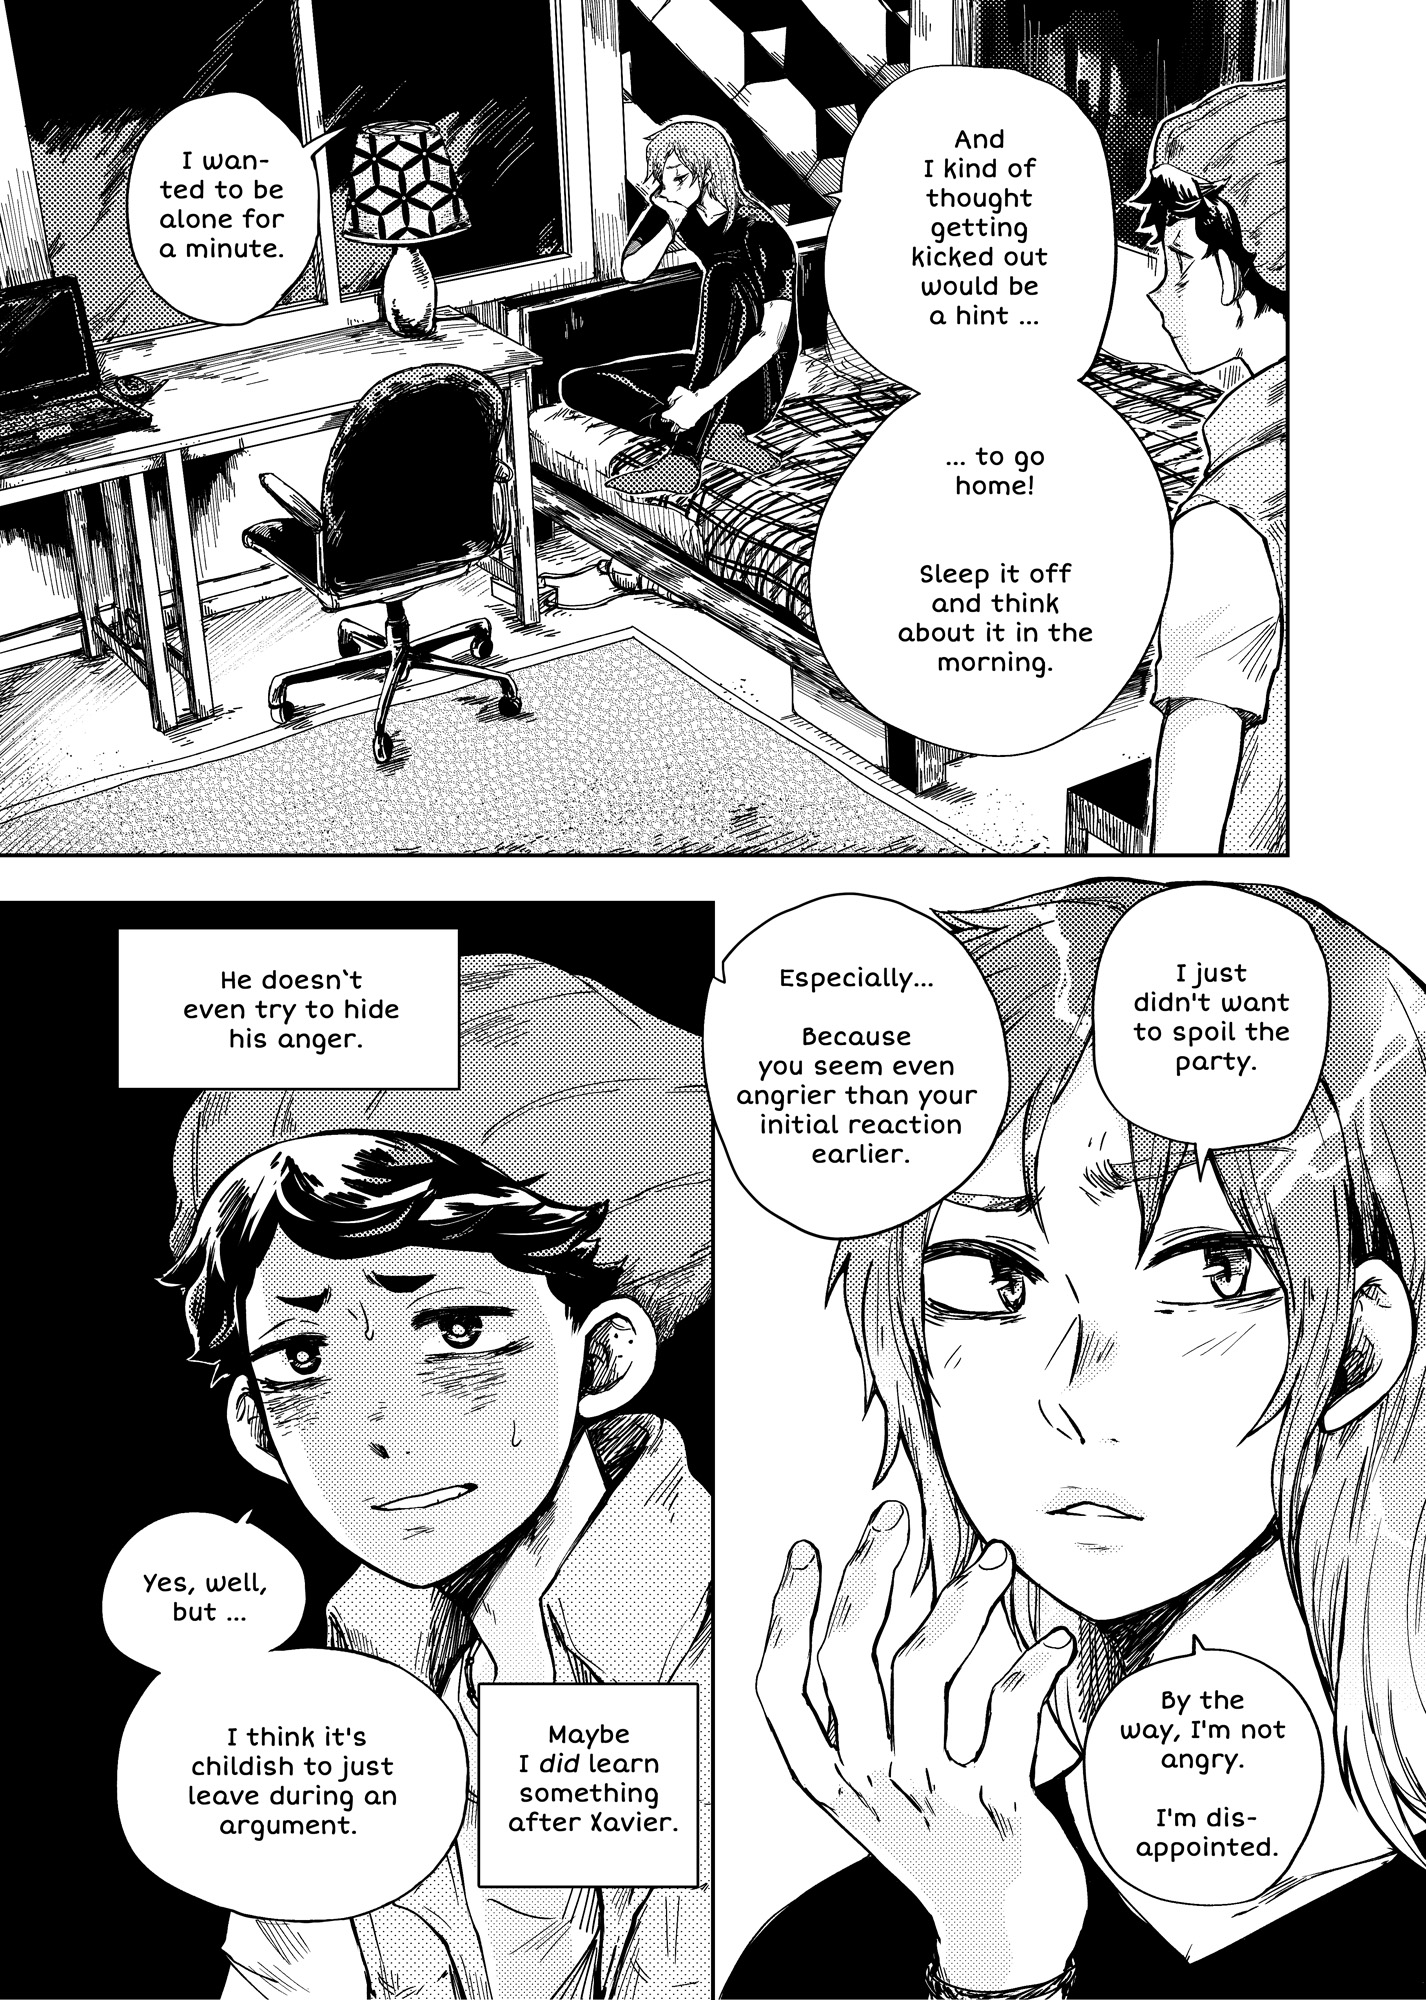 And
I kind of
thought
getting
kicked out
would be
a hint ...
... to go
home!
Sleep it off
and think
about it in the
morning.
I wan-
ted to be
alone for
a minute.
I just
didn't want
to spoil the
party.
Especially...
Because
you seem even
angrier than your
initial reaction
earlier.
By the
way, I'm not
angry.
I'm dis-
appointed.
He doesn`t
even try to hide
his anger.
Yes, well,
but ...
I think it's
childish to just
leave during an
argument.
Maybe
I did learn
something
after Xavier.